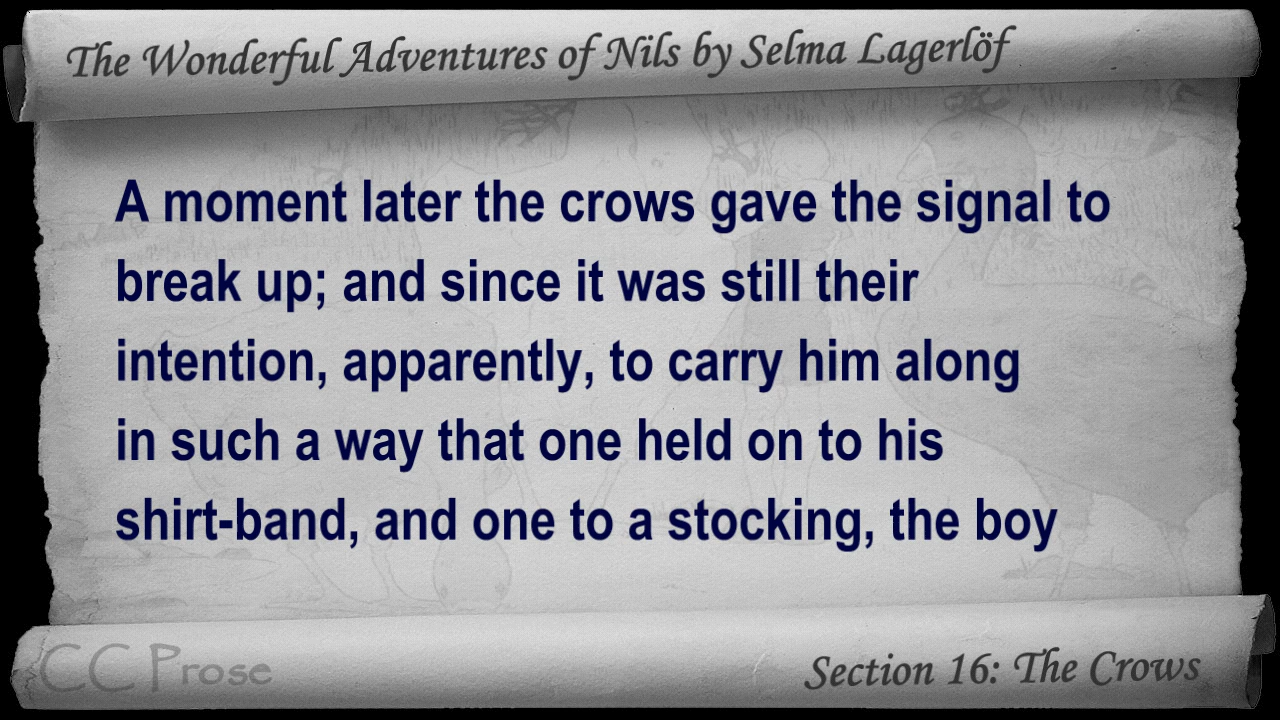 The Wonderful Adventures of Nils by Selma Lagerlöf
A moment later the crows gave the signal to
break up; and since it was still their
intention, apparently, to carry him along
in such a way that one held on to his
shirt-band, and one to a stocking, the boy
CC Prose
Section 16: The Crows